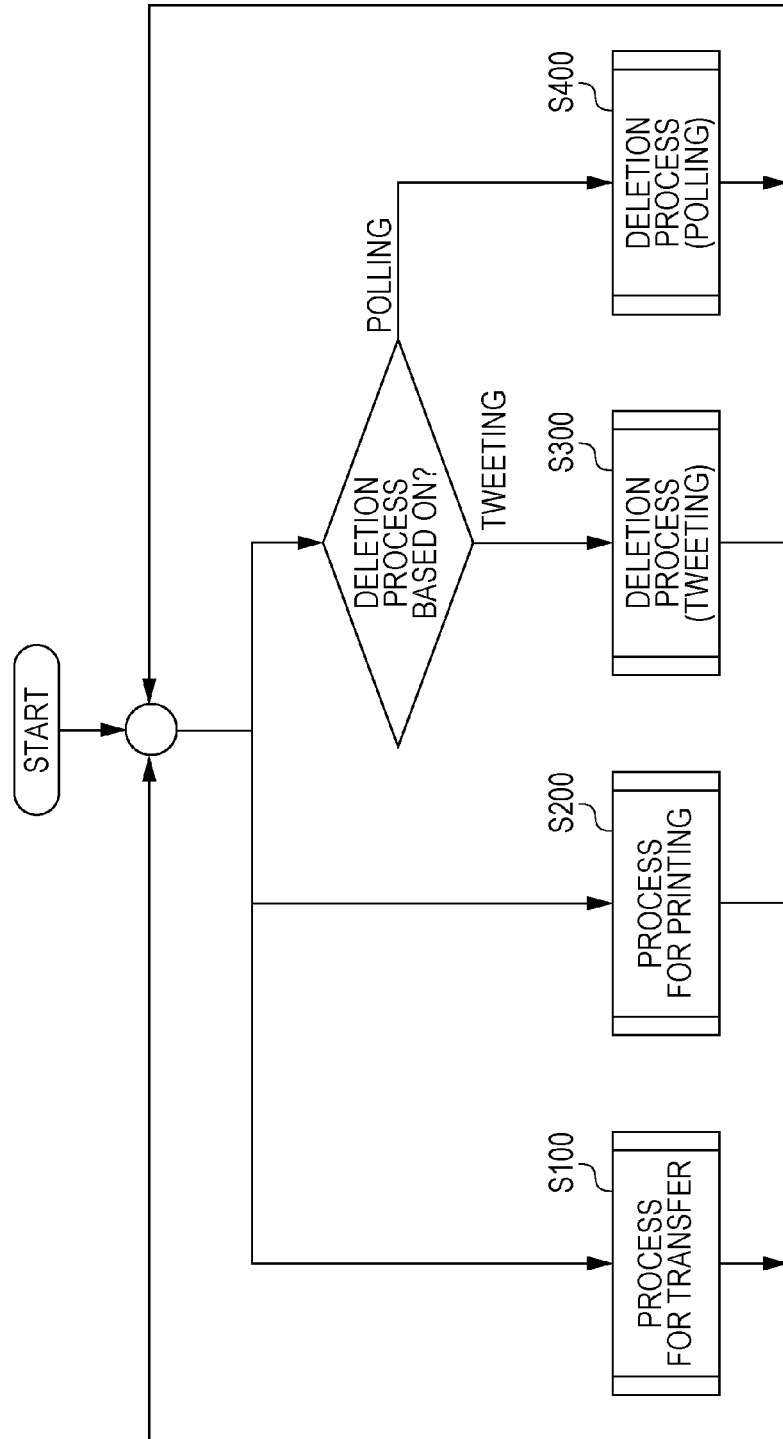 START
DELETION
PROCESS
BASED ON?
POLLING
TWEETING
S100
PROCESS
FOR TRANSFER
S200
PROCESS
FOR PRINTING
S300
DELETION
PROCESS
(TWEETING)
S400
DELETION
PROCESS
(POLLING)